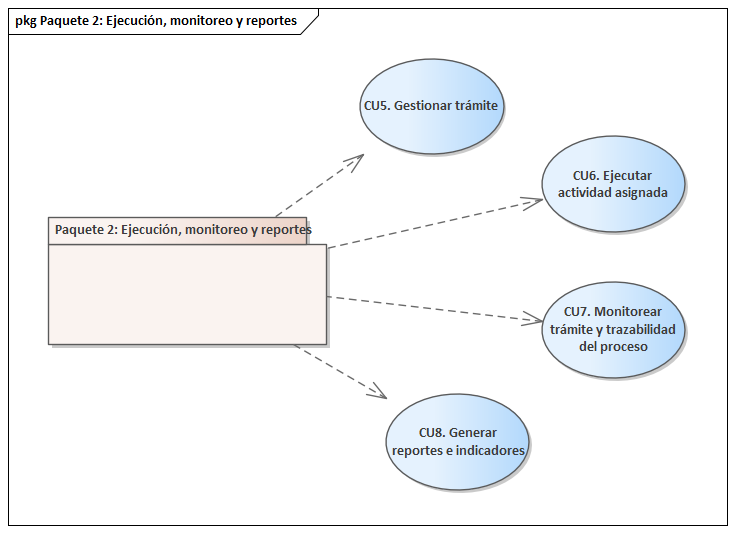 pkg Paquete 2: Ejecución, monitoreo y reportes
CU5. Gestionar trámite
CU6. Ejecutar
actividad asignada
Paquete 2: Ejecución, monitoreo y reportes
CU7. Monitorear
trámite y trazabilidad
del proceso
CU8. Generar
reportes e indicadores